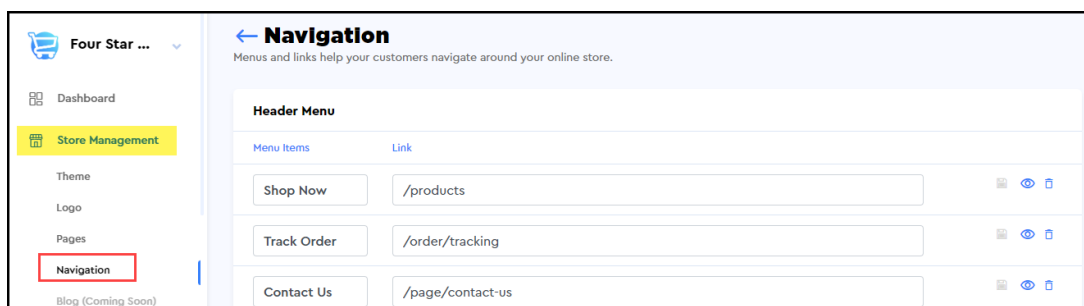 Four Star ...
Dashboard
Store Management
Theme
Logo
Pages
Navigation
Blog (Coming Soon)
← Navigation
Menus and links help your customers navigate around your online store.
Header Menu
Menu Items Link
Shop Now /products
Track Order /order/tracking
Contact Us /page/contact-us